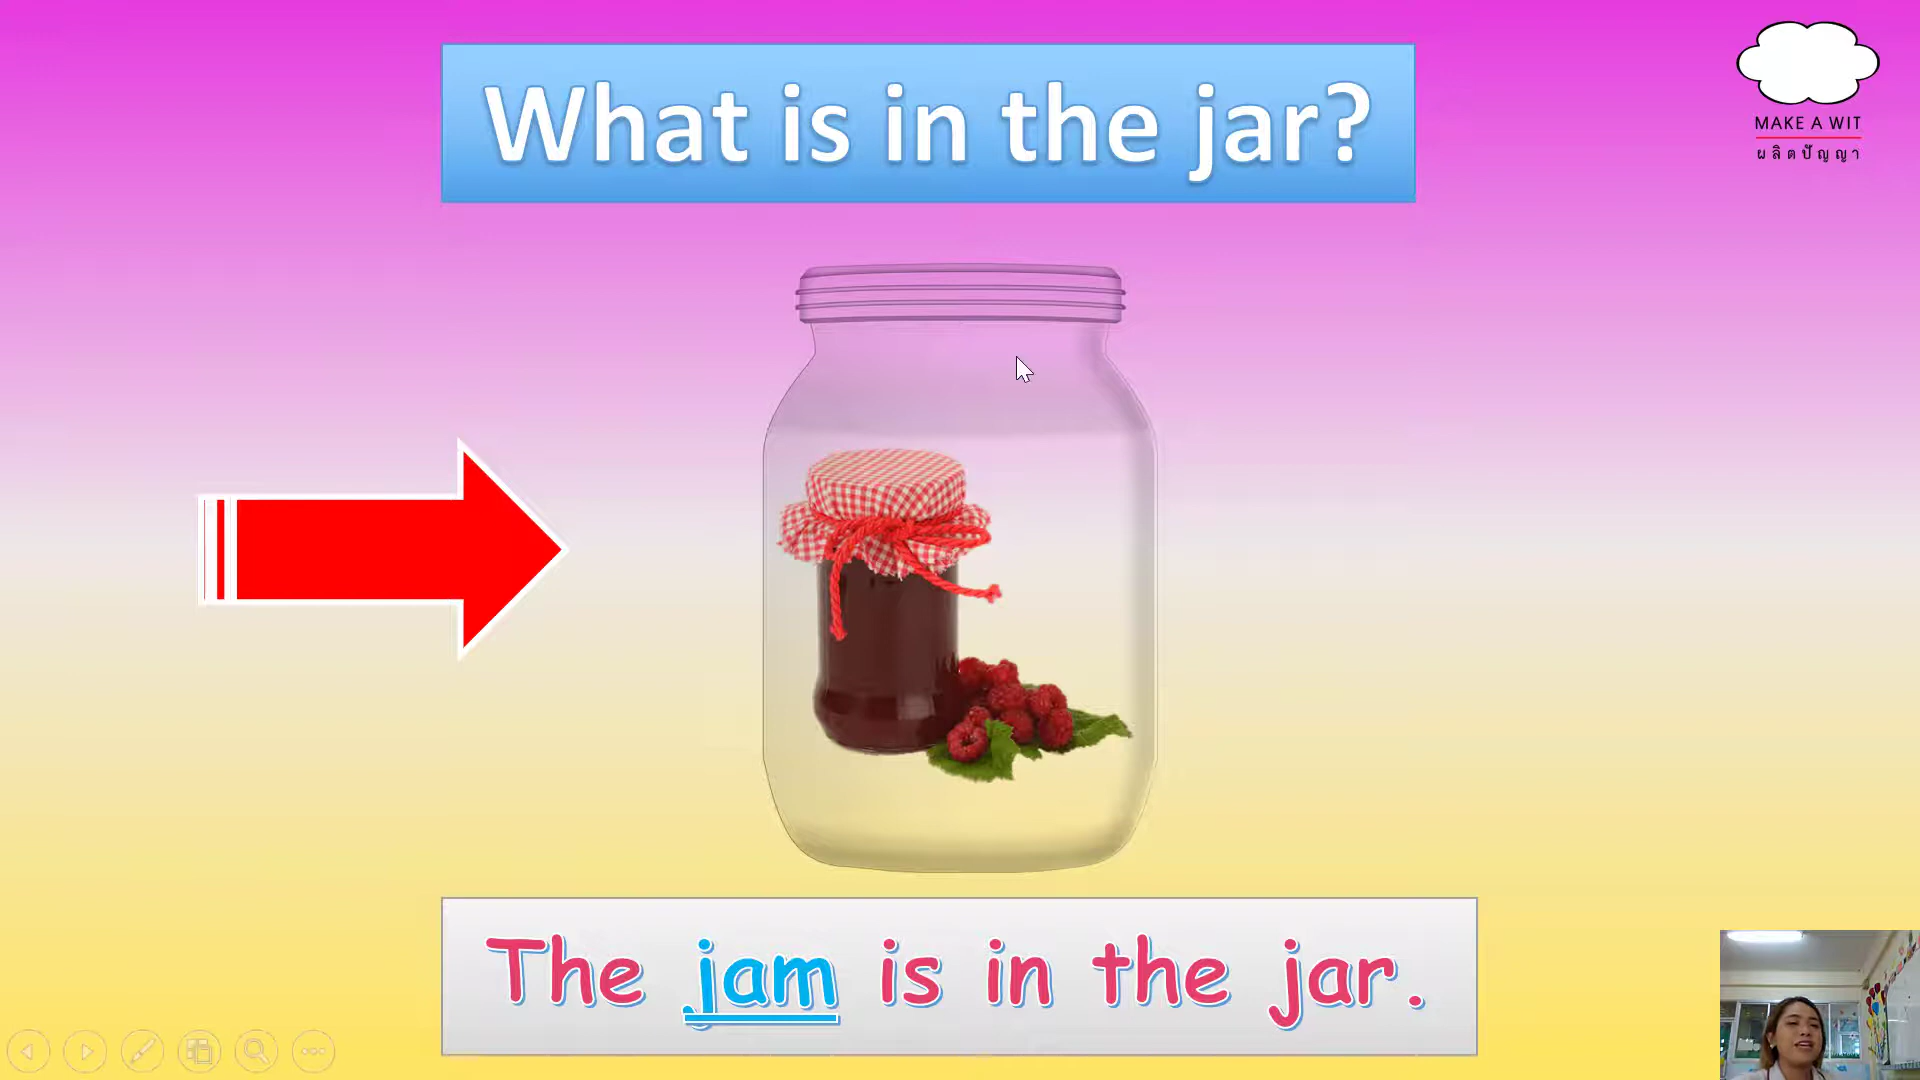 What is in the jar?
MAKE A WIT
ผลิตปัญญา
The jam is in the jar.